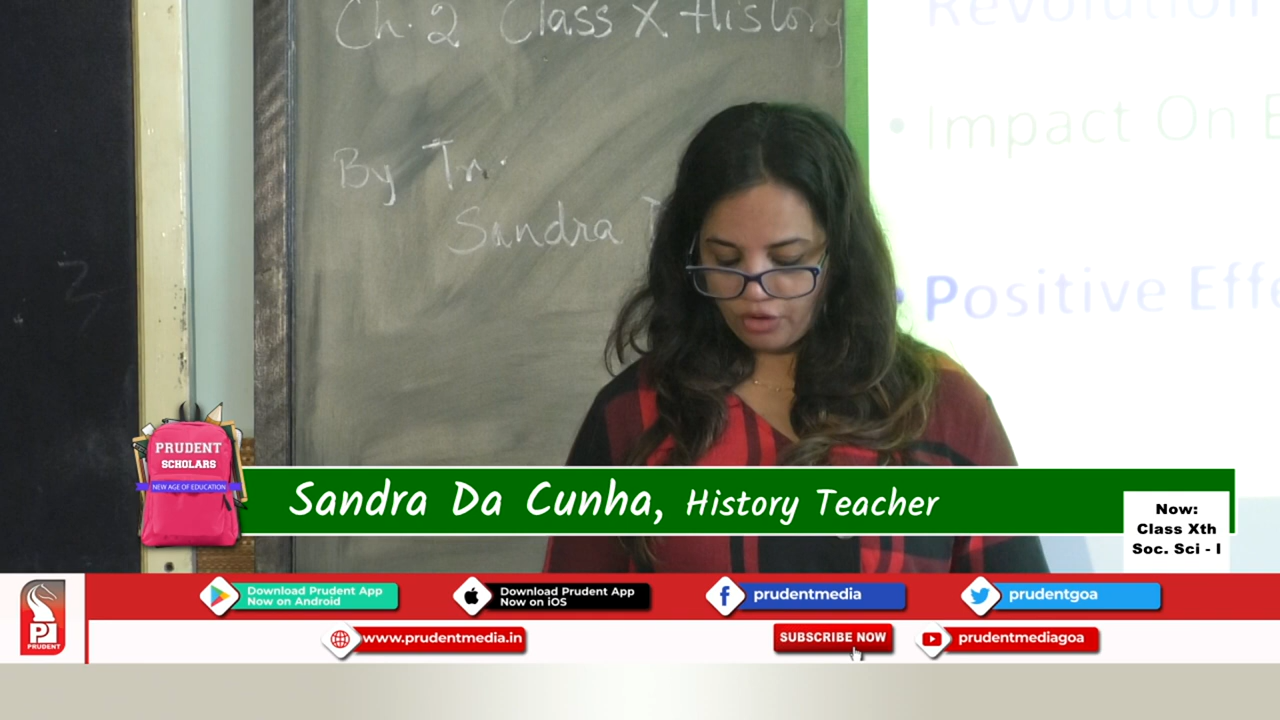 Ch. 2 Class X History
By Tr.
Sandra
Revolution
• Impact On E
• Positive Effe
PRUDENT
SCHOLARS
NEW AGE OF EDUCATION
Sandra Da Cunha, History Teacher
Now:
Class Xth
Soc. Sci - I
Download Prudent App
Now on Android
Download Prudent App
Now on iOS
prudentmedia
prudentgoa
PRUDENT
www.prudentmedia.in
SUBSCRIBE NOW
prudentmediagoa